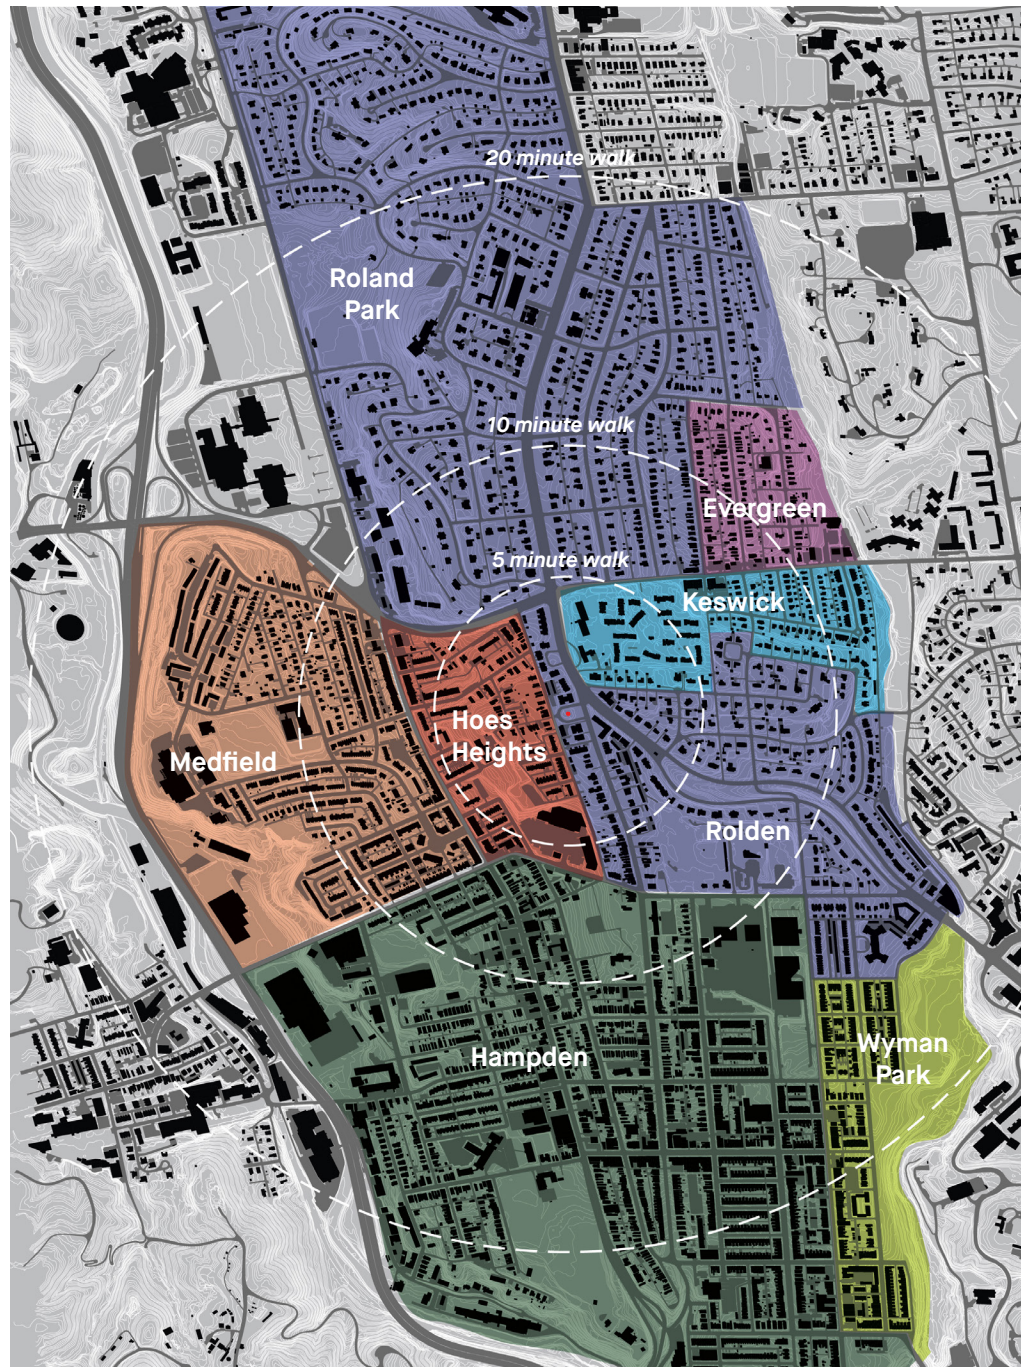 20 minute walk
Roland
Park
10 minute walk
Evergreen
5 minute walk
Keswick
Hoes
Heights
Medfield
Rolden
Hampden
Wyman
Park